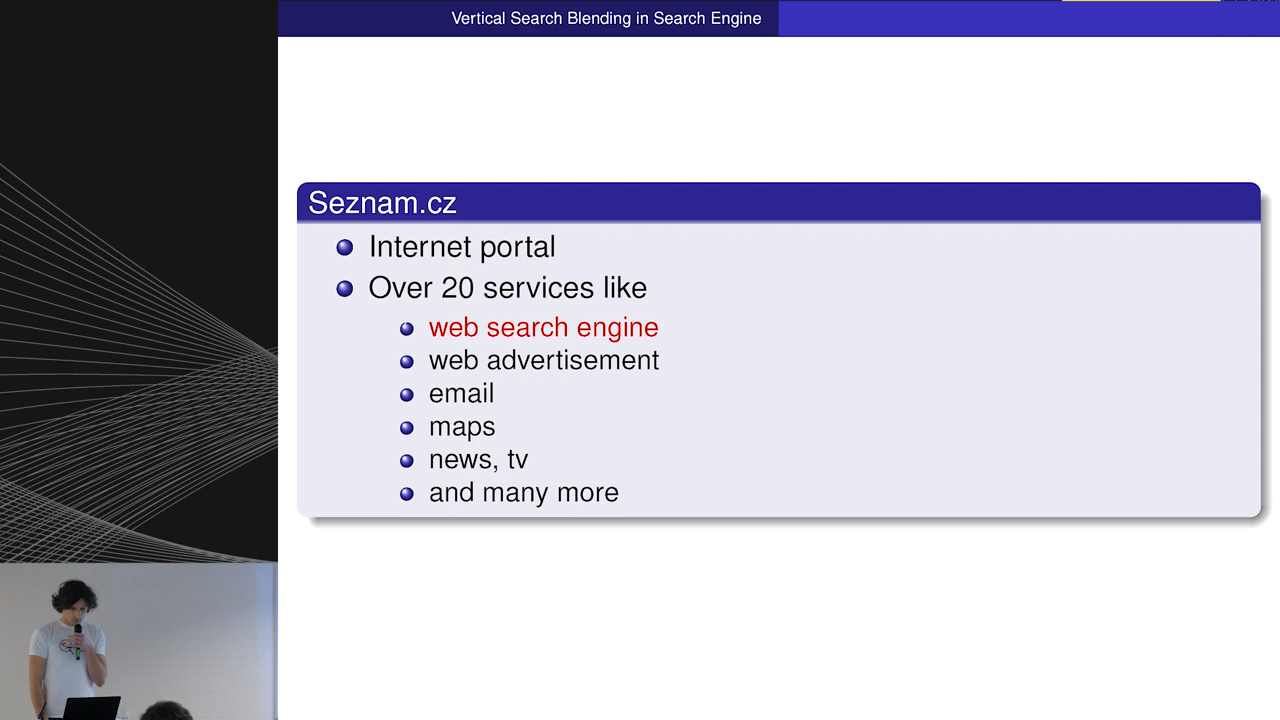 Vertical Search Blending in Search Engine
Seznam.cz
Internet portal
Over 20 services like
web search engine
web advertisement
email
maps
news, tv
and many more